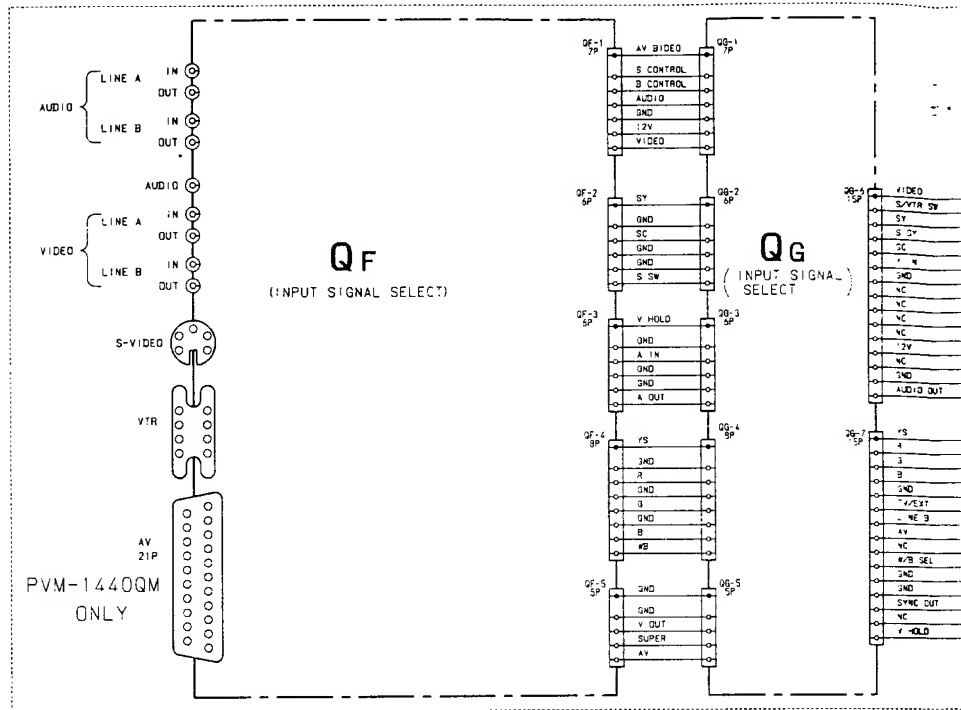 AUDIO
LINE A
IN
OUT
LINE B
IN
OUT
AUDIO
VIDEO
LINE A
IN
OUT
LINE B
IN
OUT
S-VIDEO
VTR
AV
21P
PVM-1440QM
ONLY
QF
(INPUT SIGNAL SELECT)
QF-1
7P
AV BIDEO
S CONTROL
B CONTROL
AUDIO
GND
12V
VIDEO
QG-1
7P
QF-2
6P
SY
GND
SC
GND
GND
S SW
QG-2
6P
QF-3
6P
V HOLD
GND
A IN
GND
GND
A OUT
QG-3
6P
QF-4
8P
YS
GND
R
GND
G
GND
B
WB
QG-4
QF-5
5P
GND
GND
V OUT
SUPER
AV
QG-5
5P
QG
(INPUT SIGNAL
SELECT)
QG-6
15P
VIDEO
S/VTR SW
SY
S SY
SC
GND
NC
NC
NC
NC
12V
NC
GND
AUDIO OUT
QG-7
15P
YS
R
G
B
GND
TV/EXT
LINE B
AV
NC
W/B SEL
GND
GND
SYNC OUT
NC
V HOLD